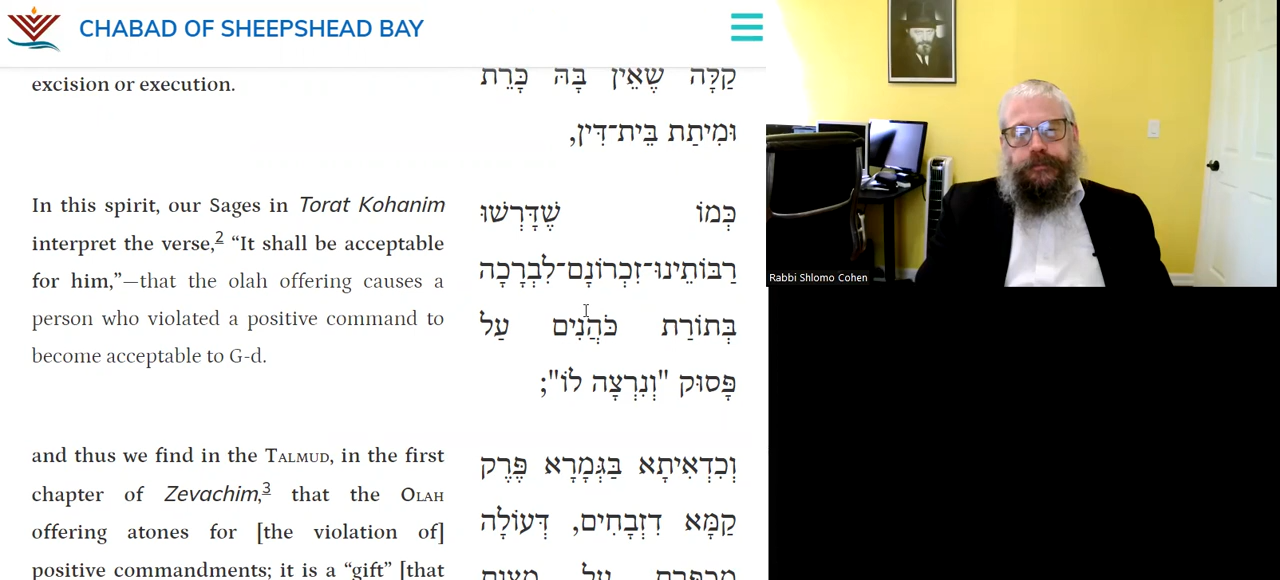 CHABAD OF SHEEPSHEAD BAY
excision or execution.
קַלָּה שֶׁאֵין בָּהּ כָּרֵת
וּמִיתַת בֵּית־דִּין,
In this spirit, our Sages in Torat Kohanim
interpret the verse,2 “It shall be acceptable
for him,”—that the olah offering causes a
person who violated a positive command to
become acceptable to G-d.
כְּמוֹ שֶׁדָּרְשׁוּ
רַבּוֹתֵינוּ־זִכְרוֹנָם־לִבְרָכָה
בְּתוֹרַת כֹּהֲנִים עַל
פָּסוּק "וְנִרְצָה לוֹ";
and thus we find in the TALMUD, in the first
chapter of Zevachim,3 that the OLAH
offering atones for [the violation of]
positive commandments; it is a “gift” [that
וְכִדְאִיתָא בַּגְּמָרָא פֶּרֶק
קַמָּא דִזְבָחִים, דְּעוֹלָה
מְכַפֶּרֶת עַל מִצְוֹת
Rabbi Shlomo Cohen